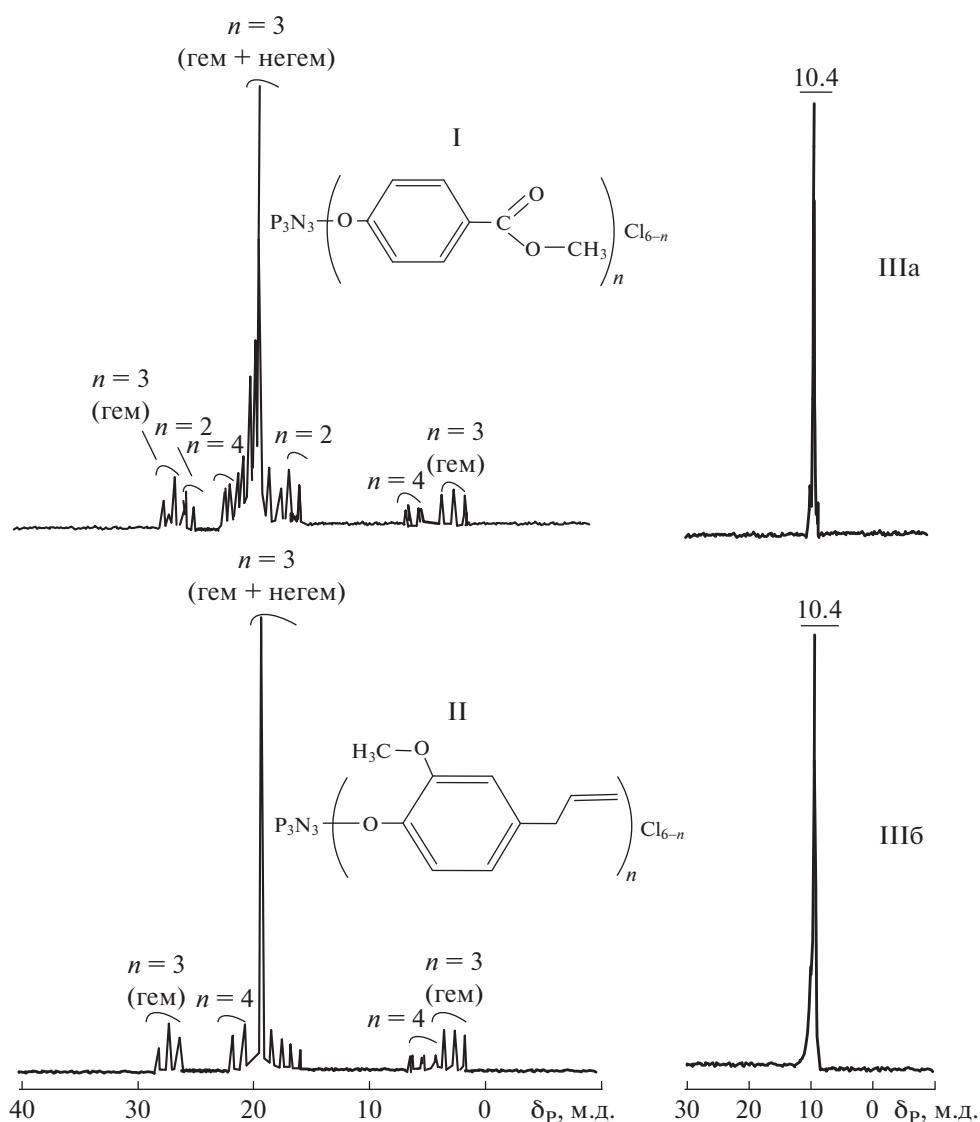 n = 3
(гем + негем)
I
P3N3
O
C
O
O
CH3
n
Cl6–n
n = 3
(гем)
n = 2
n = 4
n = 2
n = 3
(гем)
n = 4
10.4
IIIа
n = 3
(гем + негем)
II
H3C
O
P3N3
O
n
Cl6–n
n = 3
(гем)
n = 4
n = 3
(гем)
n = 4
10.4
IIIб
40 30 20 10 0 δP, м.д.
30 20 10 0 δP, м.д.